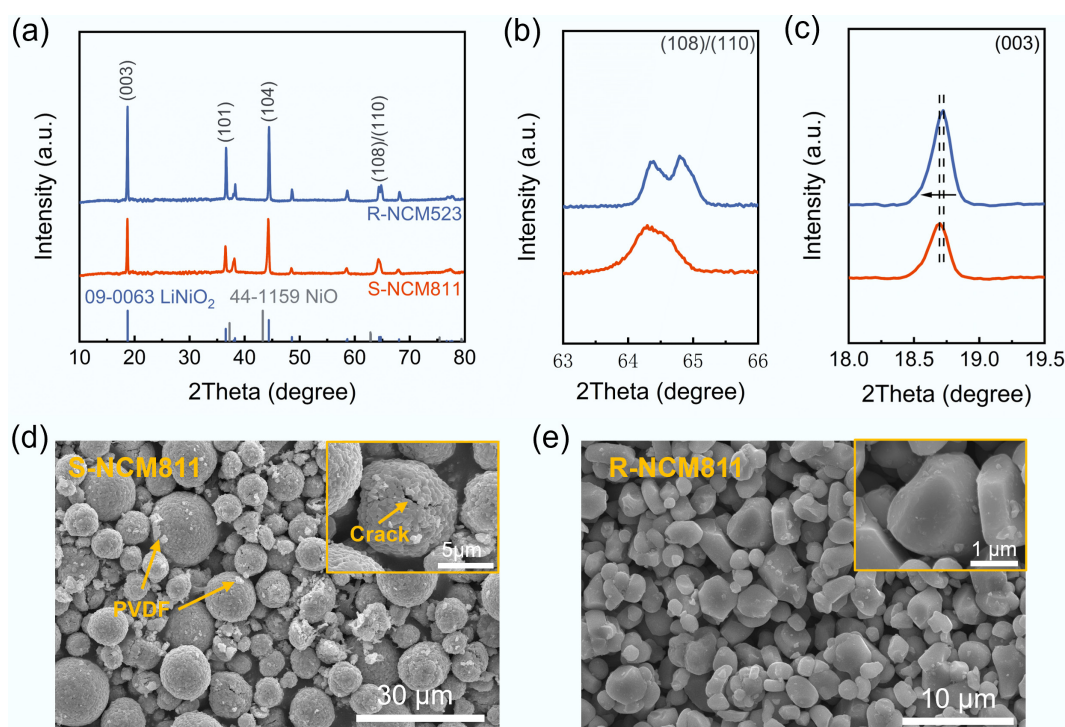 (a)
Intensity (a.u.)
(003)
(101)
(104)
(108)/(110)
R-NCM523
S-NCM811
09-0063 LiNiO₂
44-1159 NiO
10 20 30 40 50 60 70 80
2Theta (degree)
(b)
Intensity (a.u.)
(108)/(110)
63 64 65 66
2Theta (degree)
(c)
Intensity (a.u.)
(003)
18.0 18.5 19.0 19.5
2Theta (degree)
(d)
S-NCM811
Crack
5μm
PVDF
30 μm
(e)
R-NCM811
1 μm
10 μm